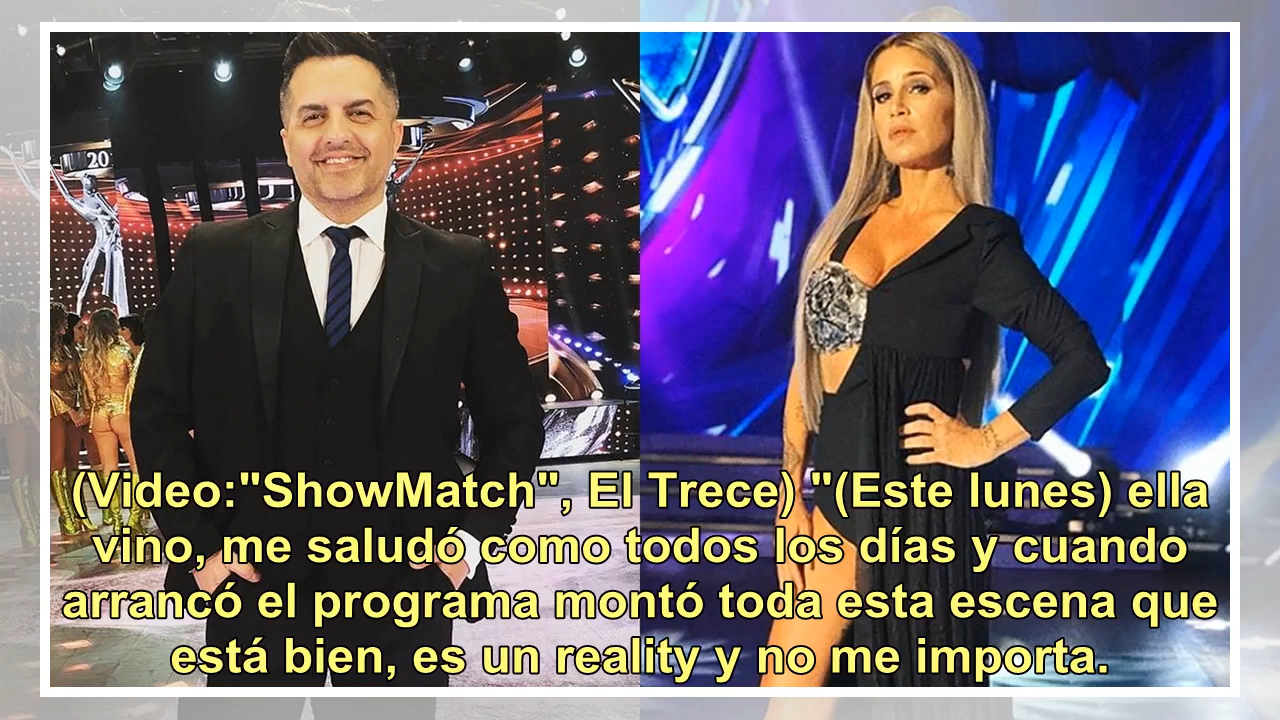 20
(Video:"ShowMatch", El Trece) "(Este lunes) ella
vino, me saludó como todos los días y cuando
arrancó el programa montó toda esta escena que
está bien, es un reality y no me importa.